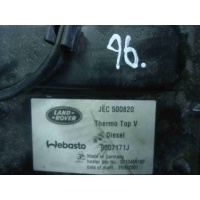 96.
LAND
ROVER
JEC 500820
Thermo Top V
Diesel
Webasto
9007171J
Made in Germany